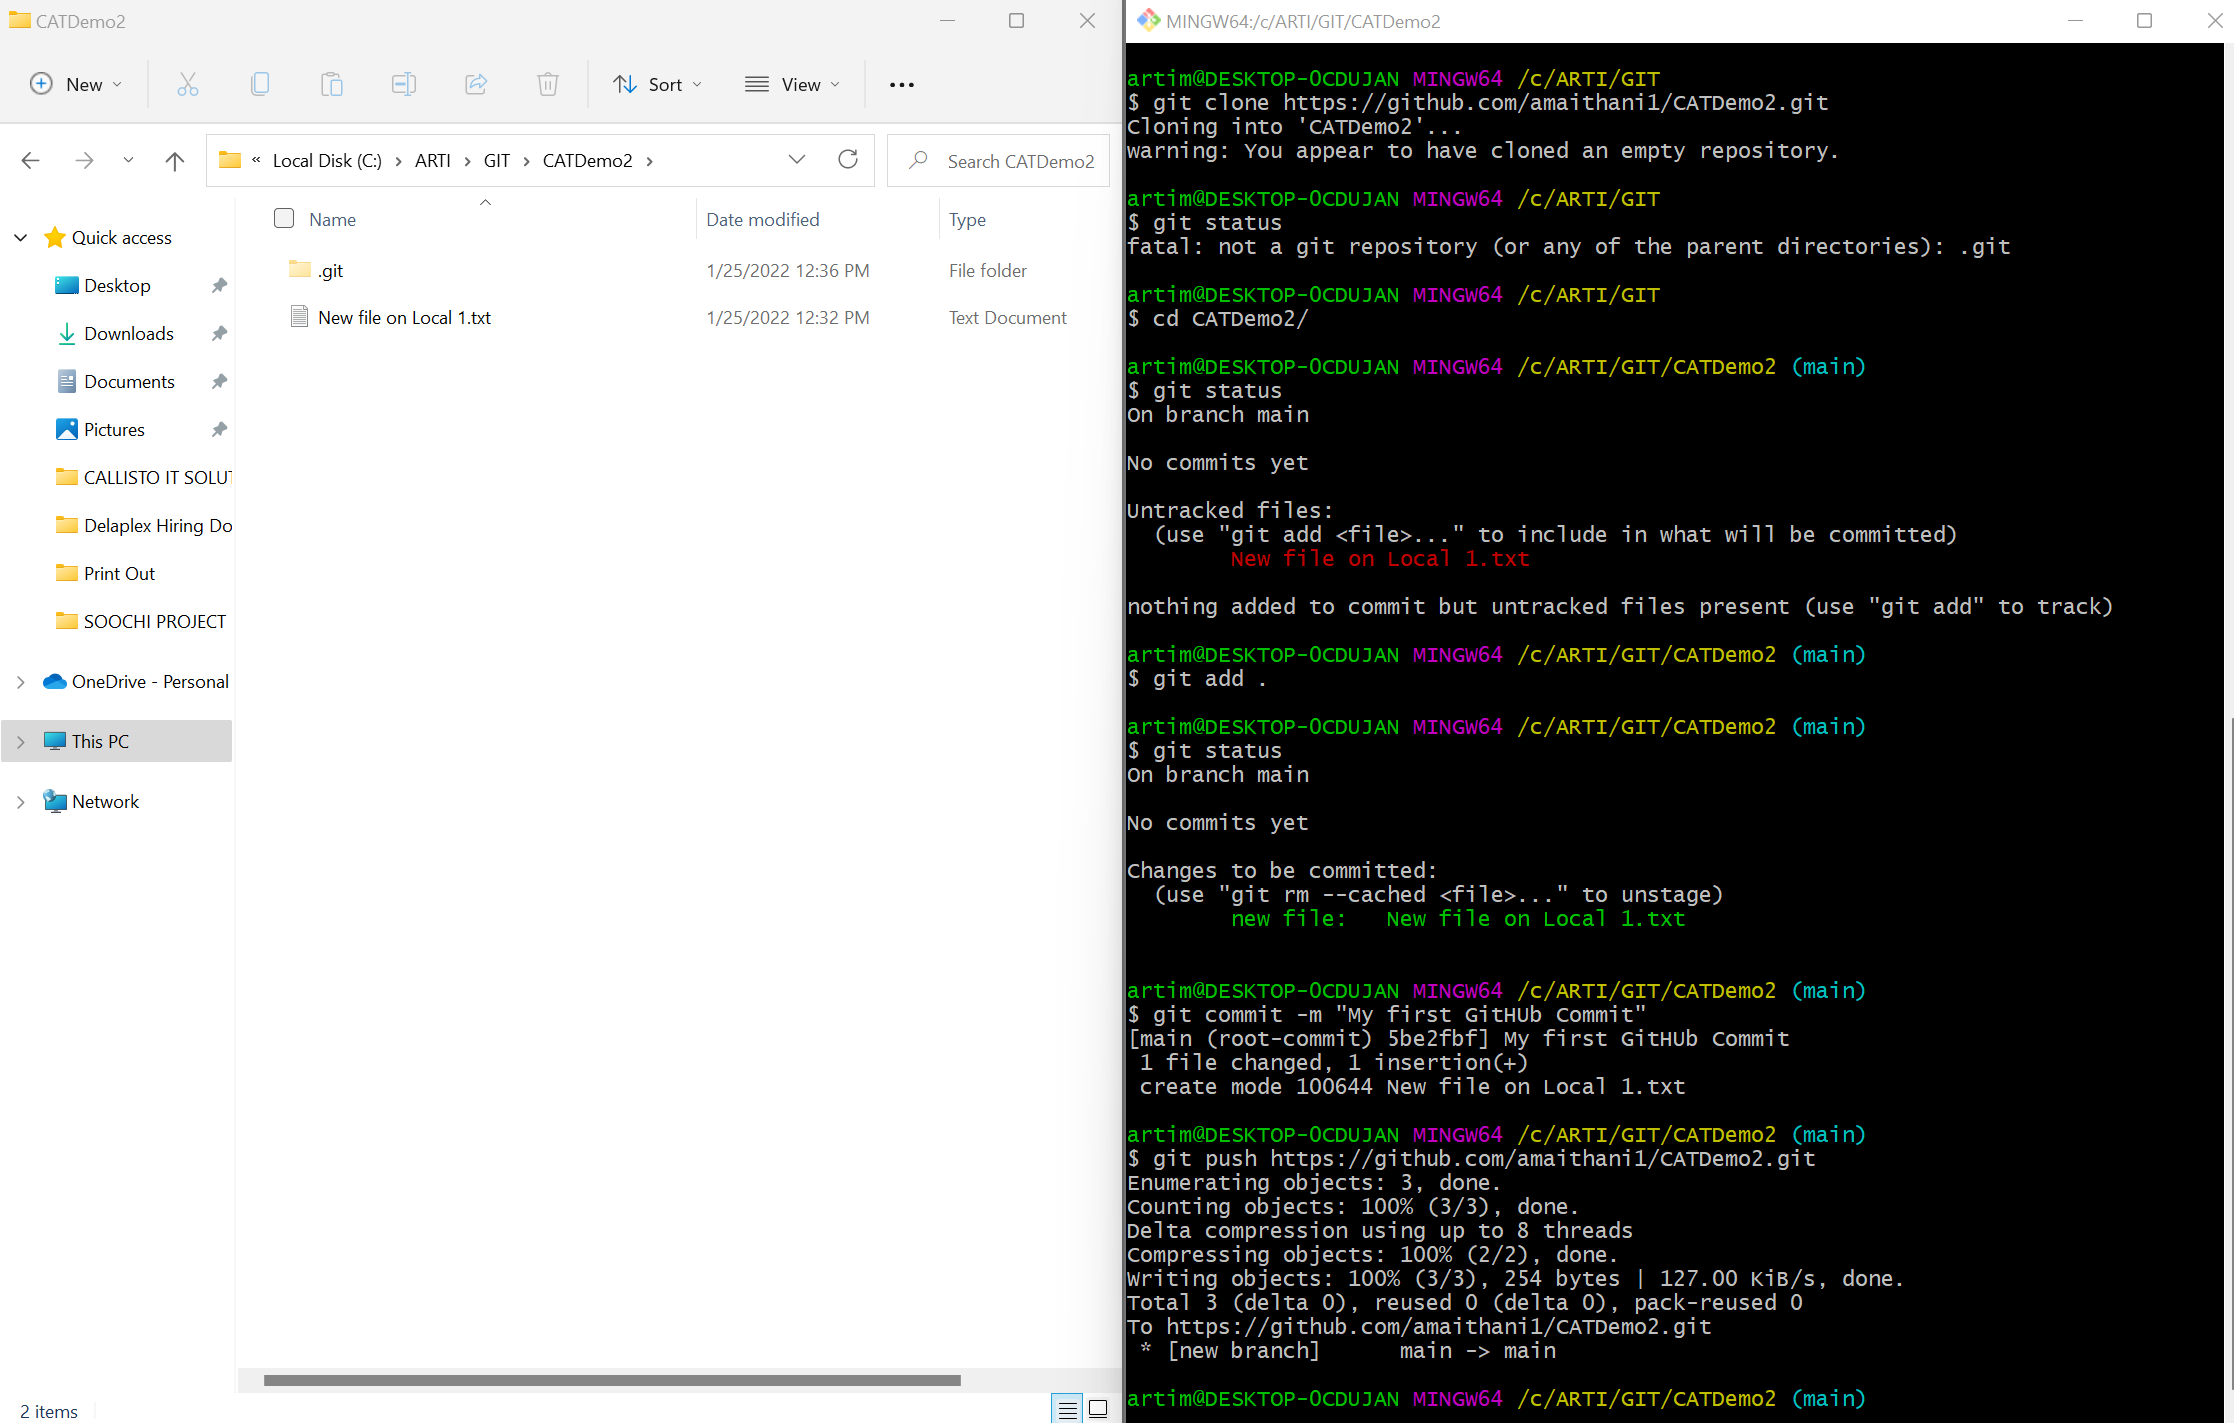 CATDemo2
New
Sort
View
« Local Disk (C:) › ARTI › GIT › CATDemo2 ›
Search CATDemo2
Quick access
Desktop
Downloads
Documents
Pictures
CALLISTO IT SOLUT
Delaplex Hiring Do
Print Out
SOOCHI PROJECT
OneDrive - Personal
This PC
Network
Name Date modified Type
.git 1/25/2022 12:36 PM File folder
New file on Local 1.txt 1/25/2022 12:32 PM Text Document
2 items
MINGW64:/c/ARTI/GIT/CATDemo2
artim@DESKTOP-0CDUJAN MINGW64 /c/ARTI/GIT
$ git clone https://github.com/amaithani1/CATDemo2.git
Cloning into 'CATDemo2'...
warning: You appear to have cloned an empty repository.
artim@DESKTOP-0CDUJAN MINGW64 /c/ARTI/GIT
$ git status
fatal: not a git repository (or any of the parent directories): .git
artim@DESKTOP-0CDUJAN MINGW64 /c/ARTI/GIT
$ cd CATDemo2/
artim@DESKTOP-0CDUJAN MINGW64 /c/ARTI/GIT/CATDemo2 (main)
$ git status
On branch main
No commits yet
Untracked files:
(use "git add <file>..." to include in what will be committed)
New file on Local 1.txt
nothing added to commit but untracked files present (use "git add" to track)
artim@DESKTOP-0CDUJAN MINGW64 /c/ARTI/GIT/CATDemo2 (main)
$ git add .
artim@DESKTOP-0CDUJAN MINGW64 /c/ARTI/GIT/CATDemo2 (main)
$ git status
On branch main
No commits yet
Changes to be committed:
(use "git rm --cached <file>..." to unstage)
new file:   New file on Local 1.txt
artim@DESKTOP-0CDUJAN MINGW64 /c/ARTI/GIT/CATDemo2 (main)
$ git commit -m "My first GitHUb Commit"
[main (root-commit) 5be2fbf] My first GitHUb Commit
1 file changed, 1 insertion(+)
create mode 100644 New file on Local 1.txt
artim@DESKTOP-0CDUJAN MINGW64 /c/ARTI/GIT/CATDemo2 (main)
$ git push https://github.com/amaithani1/CATDemo2.git
Enumerating objects: 3, done.
Counting objects: 100% (3/3), done.
Delta compression using up to 8 threads
Compressing objects: 100% (2/2), done.
Writing objects: 100% (3/3), 254 bytes | 127.00 KiB/s, done.
Total 3 (delta 0), reused 0 (delta 0), pack-reused 0
To https://github.com/amaithani1/CATDemo2.git
* [new branch]      main -> main
artim@DESKTOP-0CDUJAN MINGW64 /c/ARTI/GIT/CATDemo2 (main)